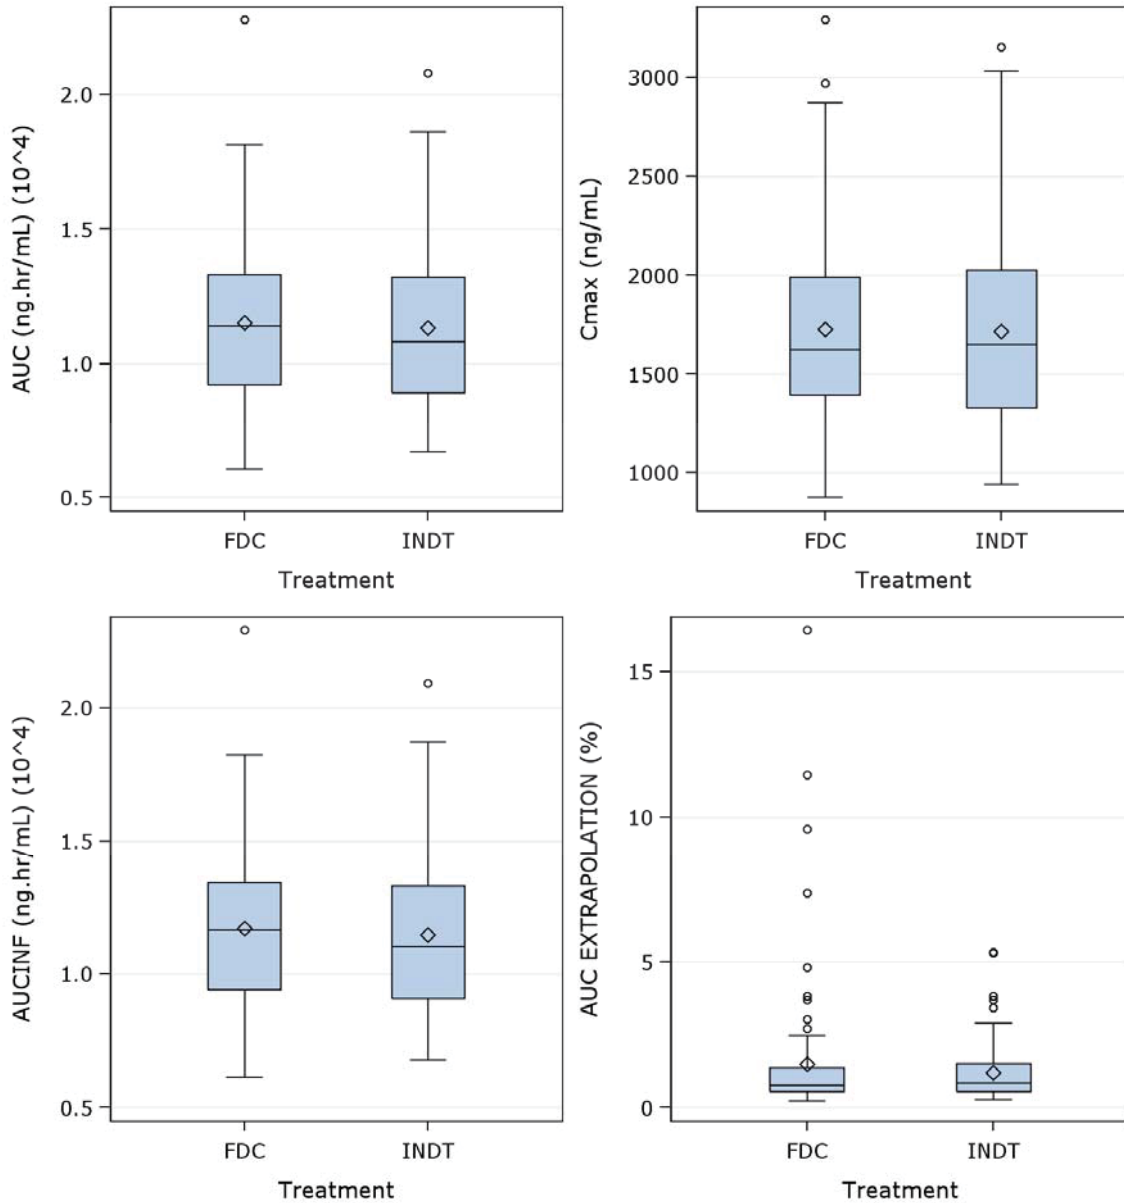 AUC (ng.hr/mL) (10^4)
2.0
1.5
1.0
0.5
FDC
INDT
Treatment
Cmax (ng/mL)
3000
2500
2000
1500
1000
FDC
INDT
Treatment
AUCINF (ng.hr/mL) (10^4)
2.0
1.5
1.0
0.5
FDC
INDT
Treatment
AUC EXTRAPOLATION (%)
15
10
5
0
FDC
INDT
Treatment